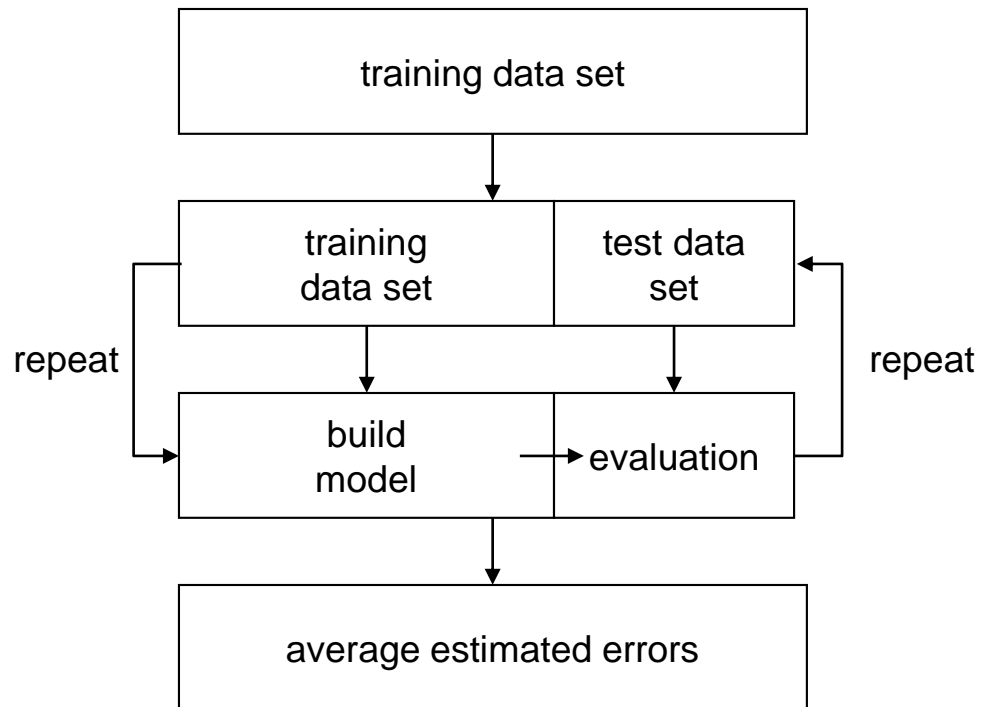 training data set
training
data set
test data
set
repeat
repeat
build
model
evaluation
average estimated errors